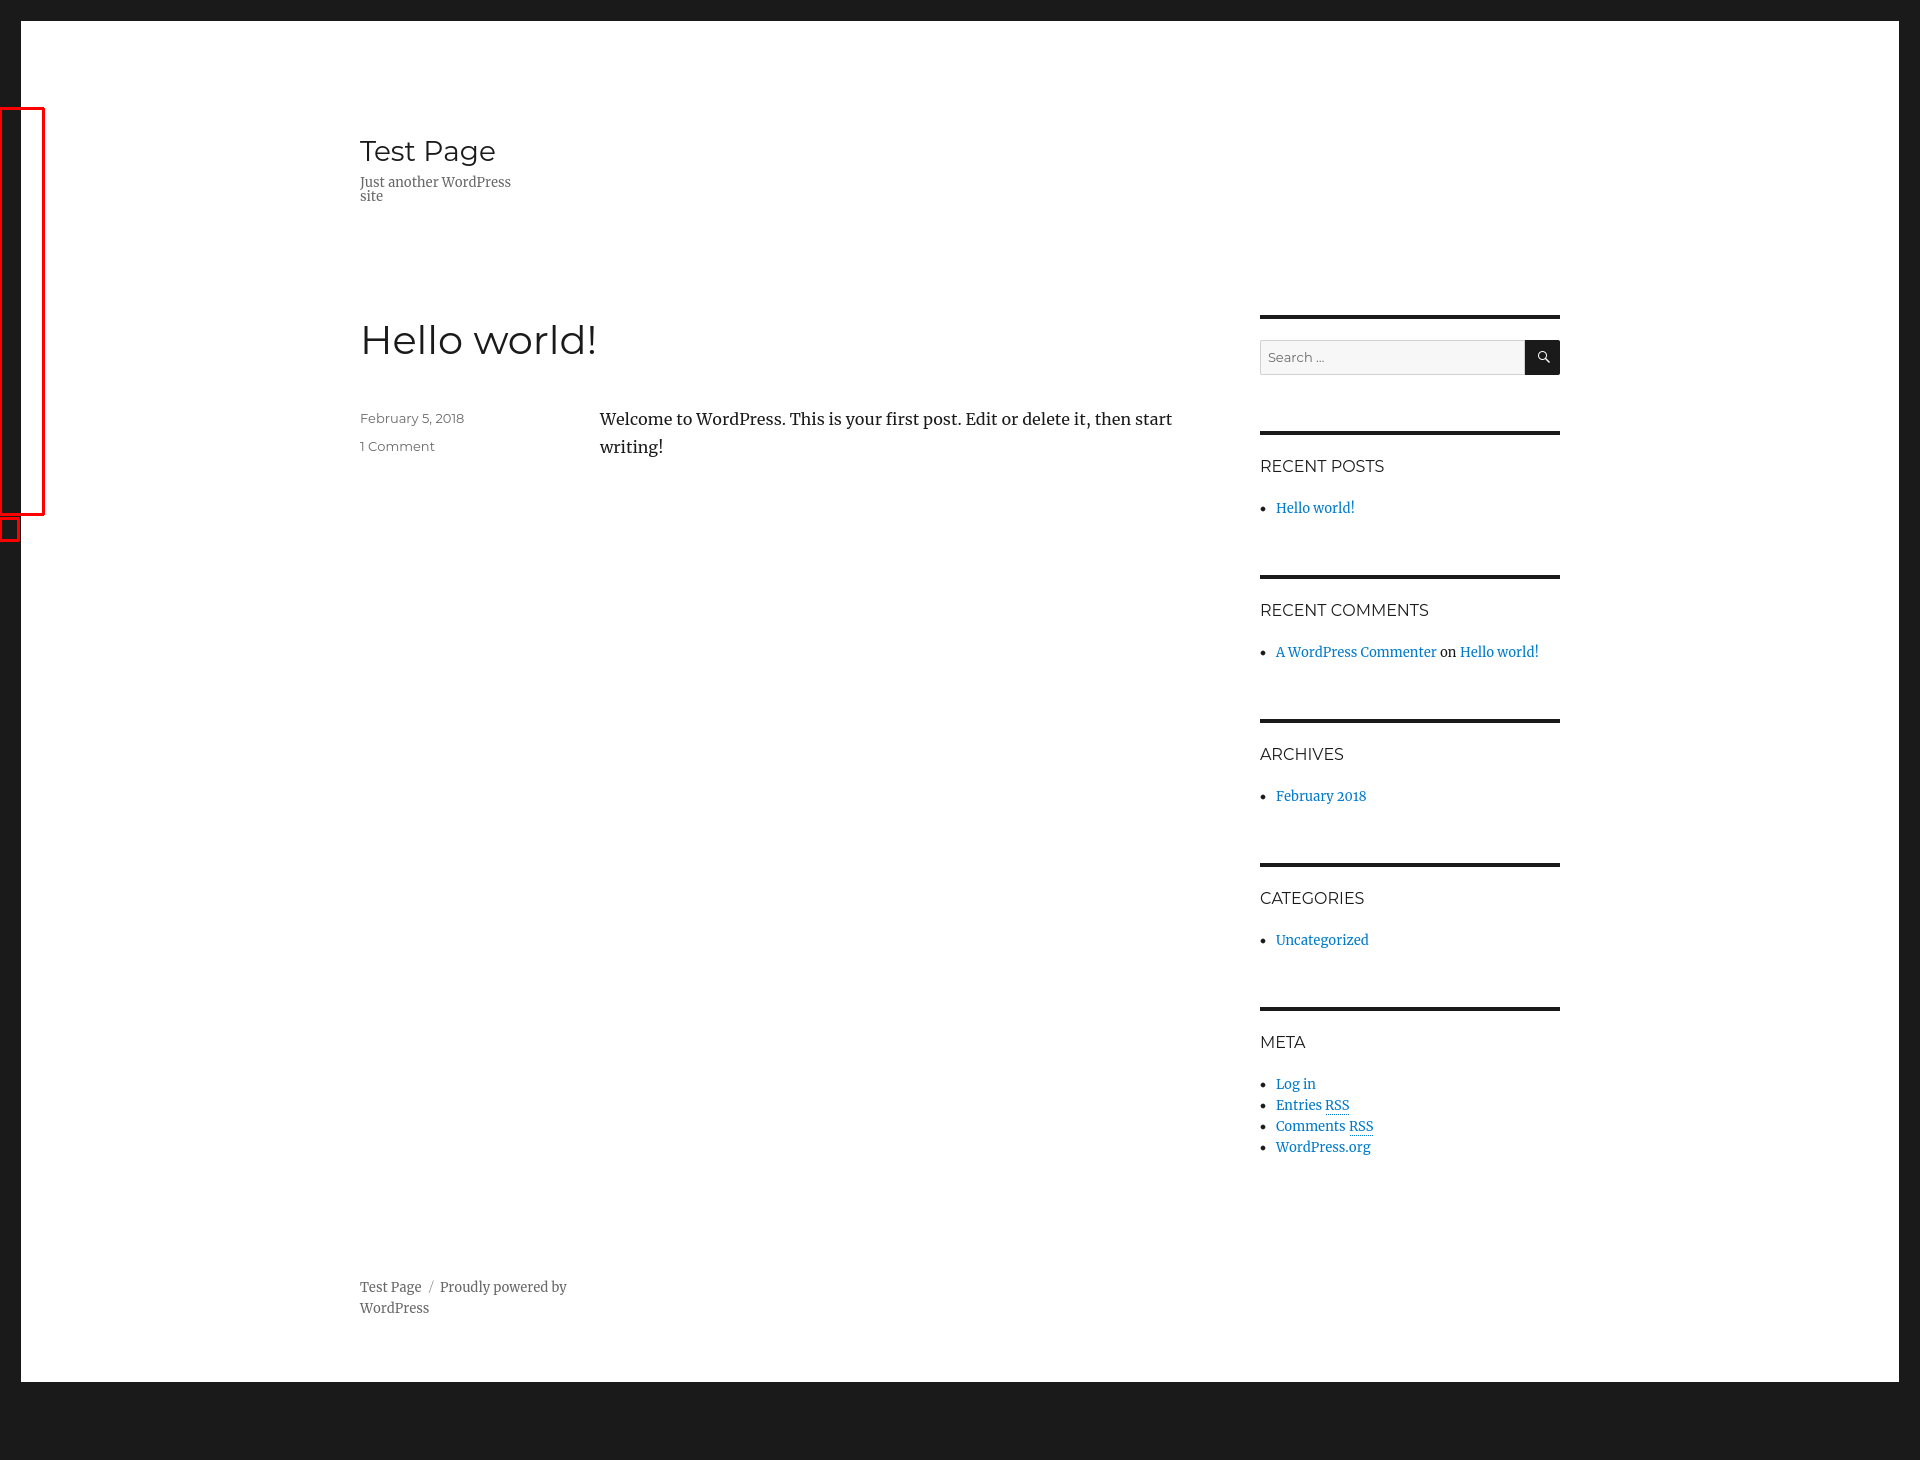 Test Page
Just another WordPress
site
Hello world!
February 5, 2018
1 Comment
Welcome to WordPress. This is your first post. Edit or delete it, then start
writing!
Search …
RECENT POSTS
Hello world!
RECENT COMMENTS
A WordPress Commenter on Hello world!
ARCHIVES
February 2018
CATEGORIES
Uncategorized
META
Log in
Entries RSS
Comments RSS
WordPress.org
Test Page / Proudly powered by
WordPress